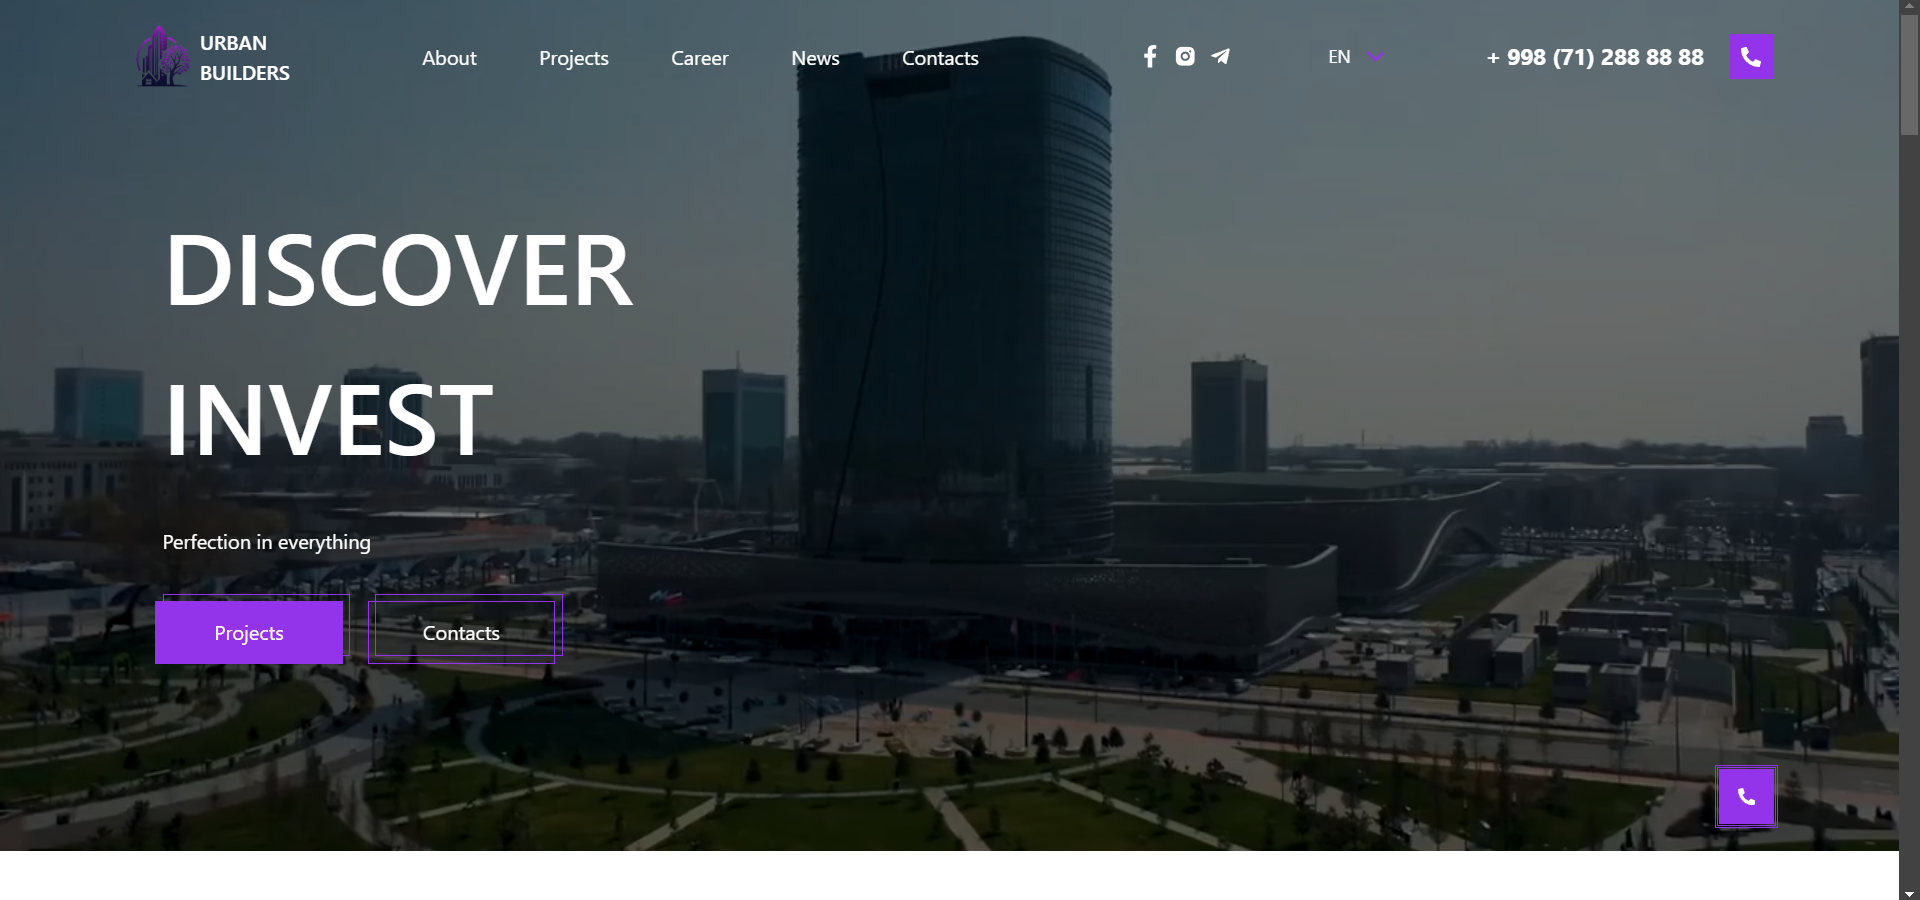 URBAN
BUILDERS
About
Projects
Career
News
Contacts
EN
+ 998 (71) 288 88 88
DISCOVER
INVEST
Perfection in everything
Projects
Contacts